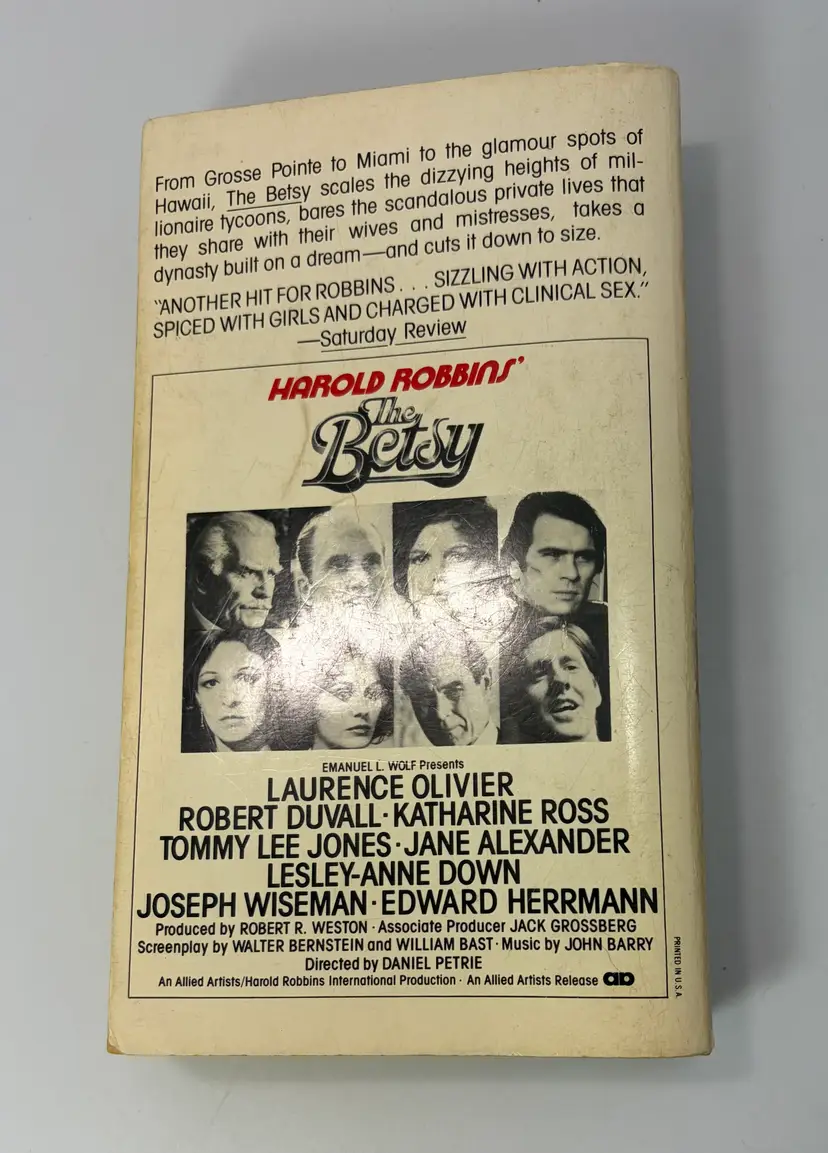 From Grosse Pointe to Miami to the glamour spots of
Hawaii, The Betsy scales the dizzying heights of mil-
lionaire tycoons, bares the scandalous private lives that
they share with their wives and mistresses, takes a
dynasty built on a dream—and cuts it down to size.
"ANOTHER HIT FOR ROBBINS . . . SIZZLING WITH ACTION,
SPICED WITH GIRLS AND CHARGED WITH CLINICAL SEX."
—Saturday Review
HAROLD ROBBINS'
The
Betsy
EMANUEL L. WOLF Presents
LAURENCE OLIVIER
ROBERT DUVALL · KATHARINE ROSS
TOMMY LEE JONES · JANE ALEXANDER
LESLEY-ANNE DOWN
JOSEPH WISEMAN · EDWARD HERRMANN
Produced by ROBERT R. WESTON · Associate Producer JACK GROSSBERG
Screenplay by WALTER BERNSTEIN and WILLIAM BAST · Music by JOHN BARRY
Directed by DANIEL PETRIE
An Allied Artists/Harold Robbins International Production · An Allied Artists Release
PRINTED IN U.S.A.